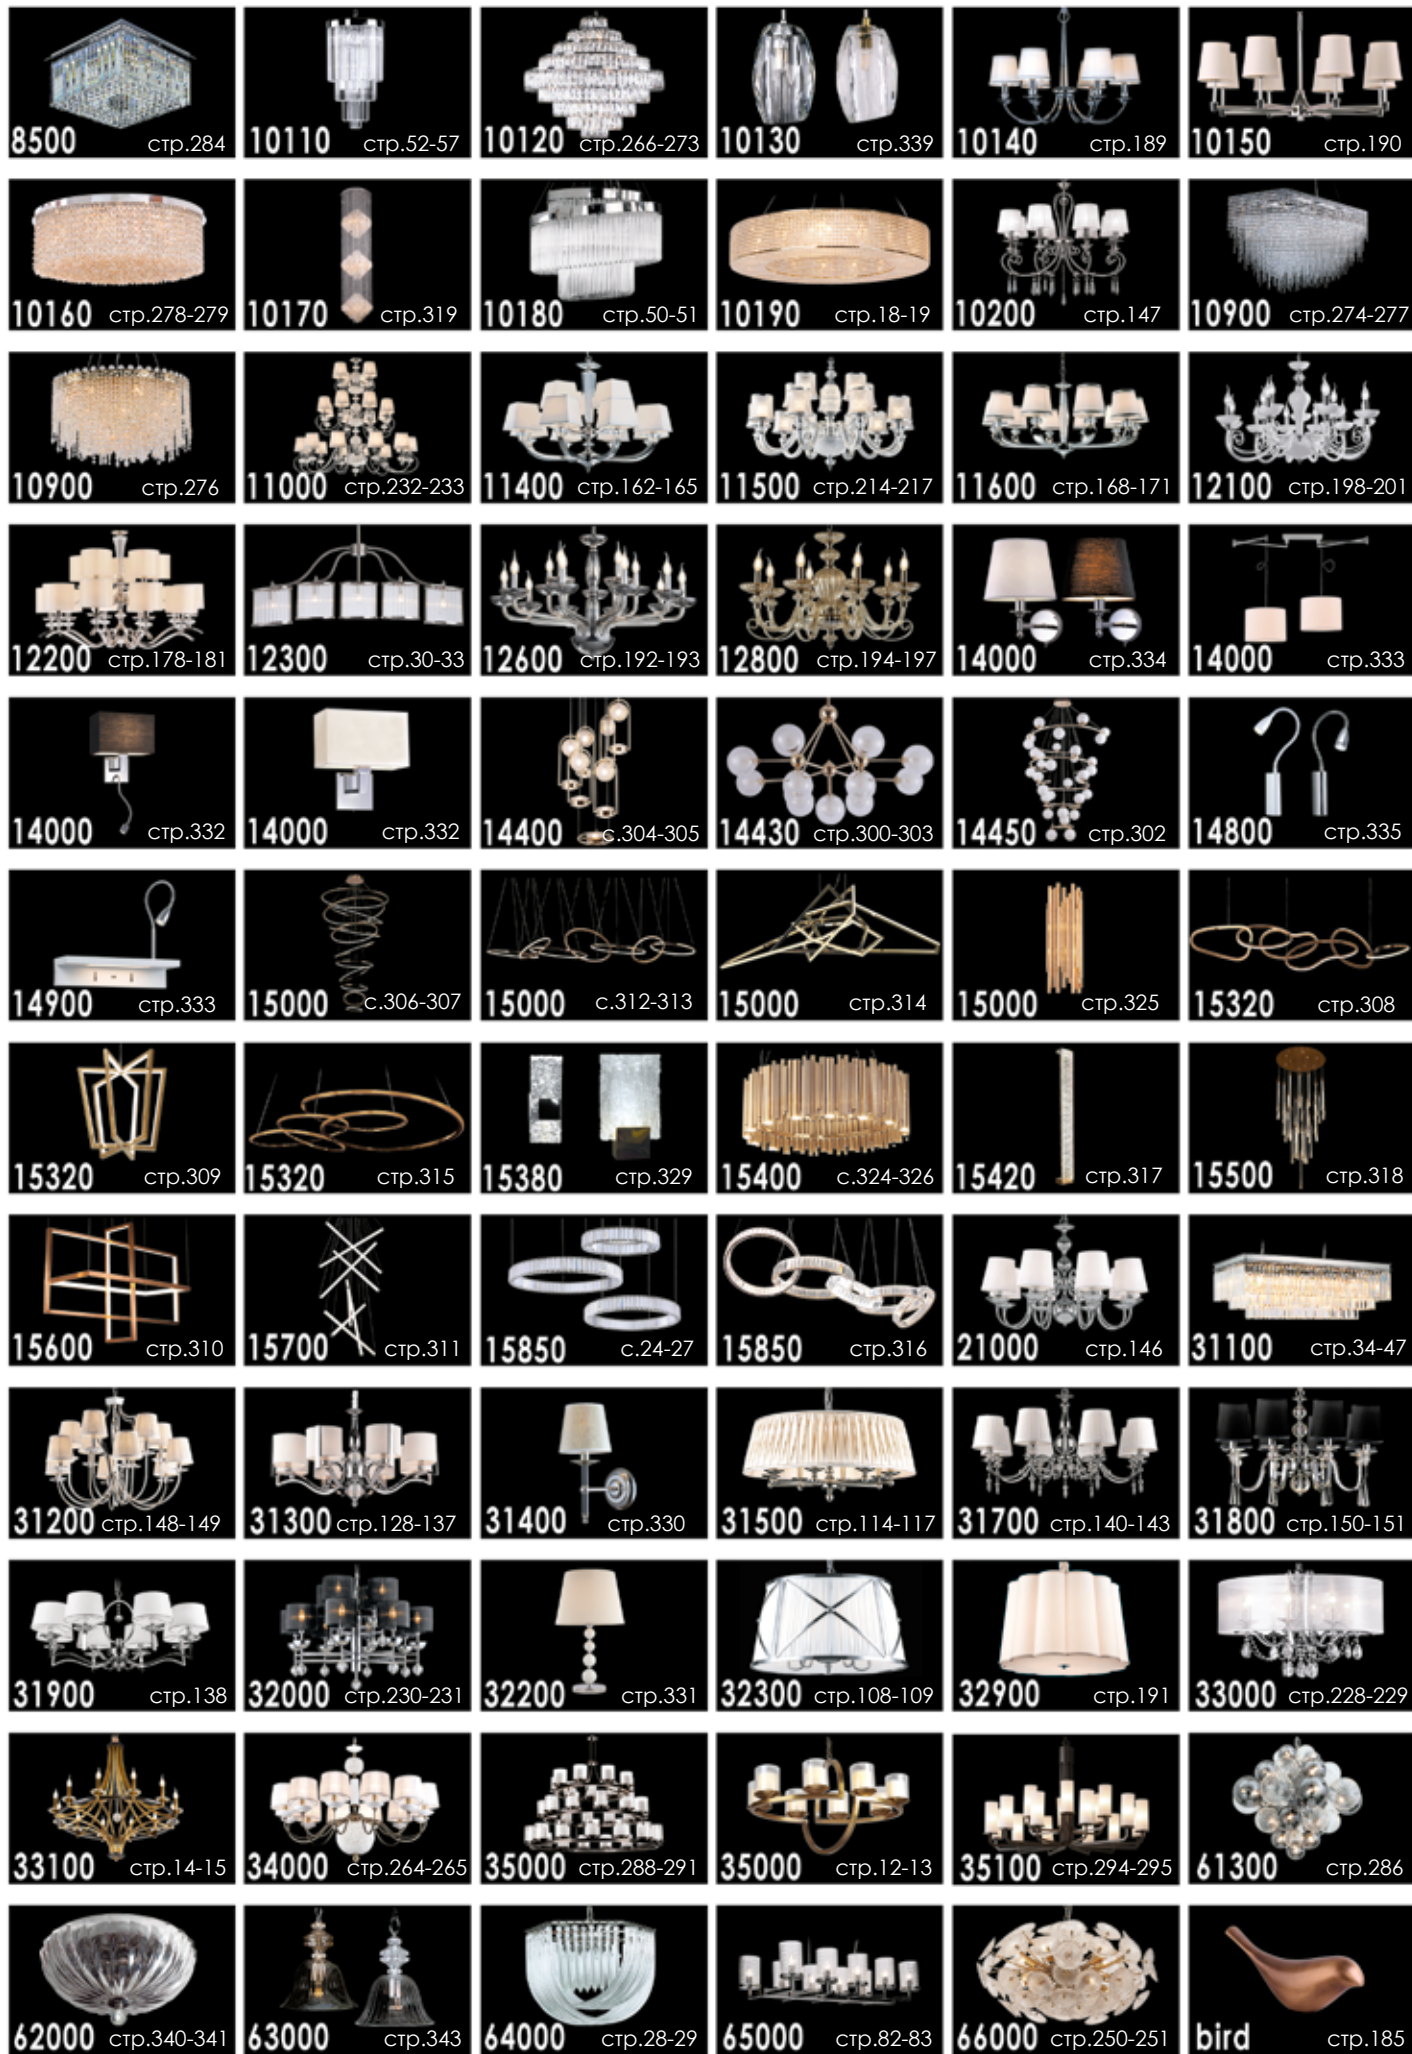 8500 стр.284
10110 стр.52-57
10120 стр.266-273
10130 стр.339
10140 стр.189
10150 стр.190
10160 стр.278-279
10170 стр.319
10180 стр.50-51
10190 стр.18-19
10200 стр.147
10900 стр.274-277
10900 стр.276
11000 стр.232-233
11400 стр.162-165
11500 стр.214-217
11600 стр.168-171
12100 стр.198-201
12200 стр.178-181
12300 стр.30-33
12600 стр.192-193
12800 стр.194-197
14000 стр.334
14000 стр.333
14000 стр.332
14000 стр.332
14400 с.304-305
14430 стр.300-303
14450 стр.302
14800 стр.335
14900 стр.333
15000 с.306-307
15000 с.312-313
15000 стр.314
15000 стр.325
15320 стр.308
15320 стр.309
15320 стр.315
15380 стр.329
15400 с.324-326
15420 стр.317
15500 стр.318
15600 стр.310
15700 стр.311
15850 с.24-27
15850 стр.316
21000 стр.146
31100 стр.34-47
31200 стр.148-149
31300 стр.128-137
31400 стр.330
31500 стр.114-117
31700 стр.140-143
31800 стр.150-151
31900 стр.138
32000 стр.230-231
32200 стр.331
32300 стр.108-109
32900 стр.191
33000 стр.228-229
33100 стр.14-15
34000 стр.264-265
35000 стр.288-291
35000 стр.12-13
35100 стр.294-295
61300 стр.286
62000 стр.340-341
63000 стр.343
64000 стр.28-29
65000 стр.82-83
66000 стр.250-251
bird стр.185